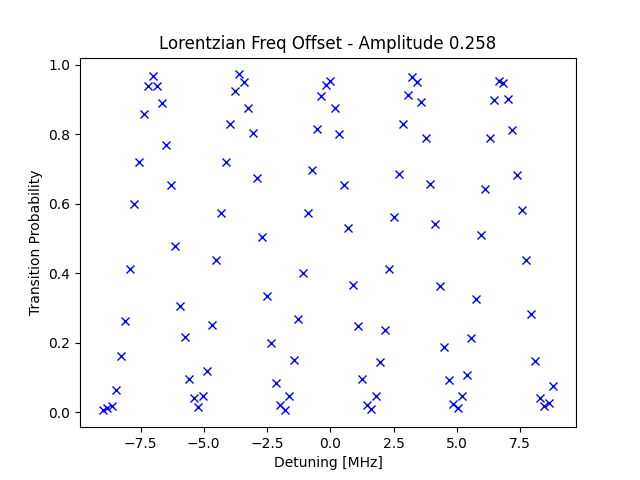 Lorentzian Freq Offset - Amplitude 0.258
1.0
0.8
0.6
0.4
0.2
0.0
Transition Probability
−7.5 −5.0 −2.5 0.0 2.5 5.0 7.5
Detuning [MHz]